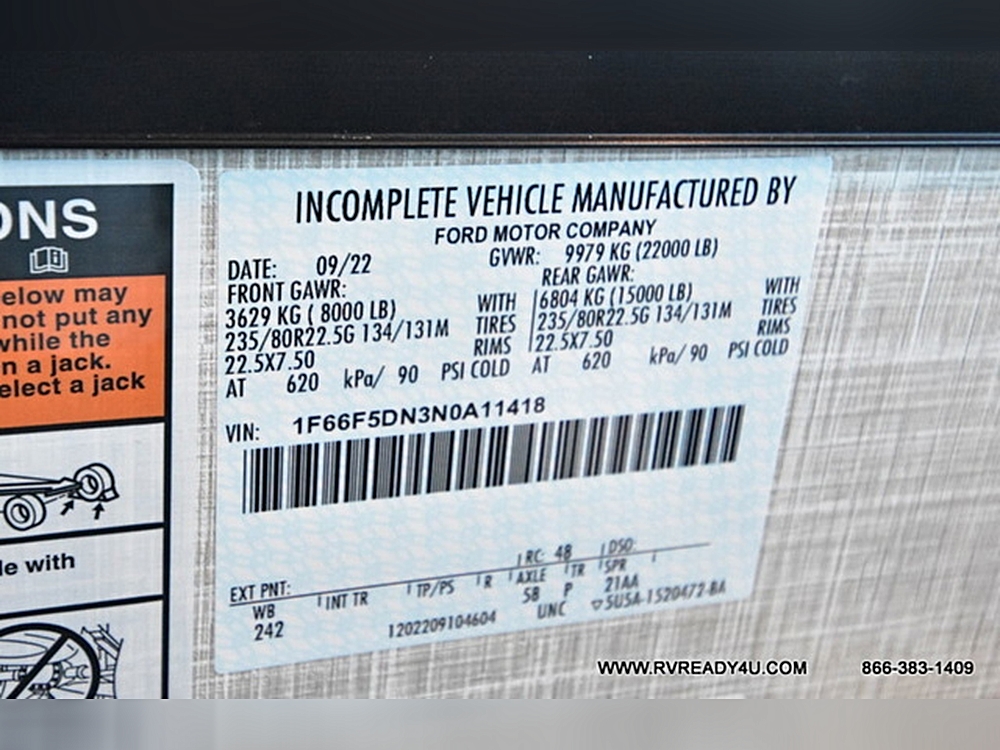 ONS
elow may
not put any
while the
n a jack.
elect a jack
le with
INCOMPLETE VEHICLE MANUFACTURED BY
FORD MOTOR COMPANY
DATE: 09/22 GVWR: 9979 KG (22000 LB)
FRONT GAWR: REAR GAWR:
3629 KG ( 8000 LB) WITH 6804 KG (15000 LB) WITH
235/80R22.5G 134/131M TIRES 235/80R22.5G 134/131M TIRES
22.5X7.50 RIMS 22.5X7.50 RIMS
AT 620 kPa/ 90 PSI COLD AT 620 kPa/ 90 PSI COLD
VIN: 1F66F5DN3N0A11418
EXT PNT: RC: 48 DSO:
WB INT TR TP/PS R AXLE TR SPR
242 58 P 21AA
1202209104604 UNC ▽5U5A-1520472-BA
WWW.RVREADY4U.COM 866-383-1409